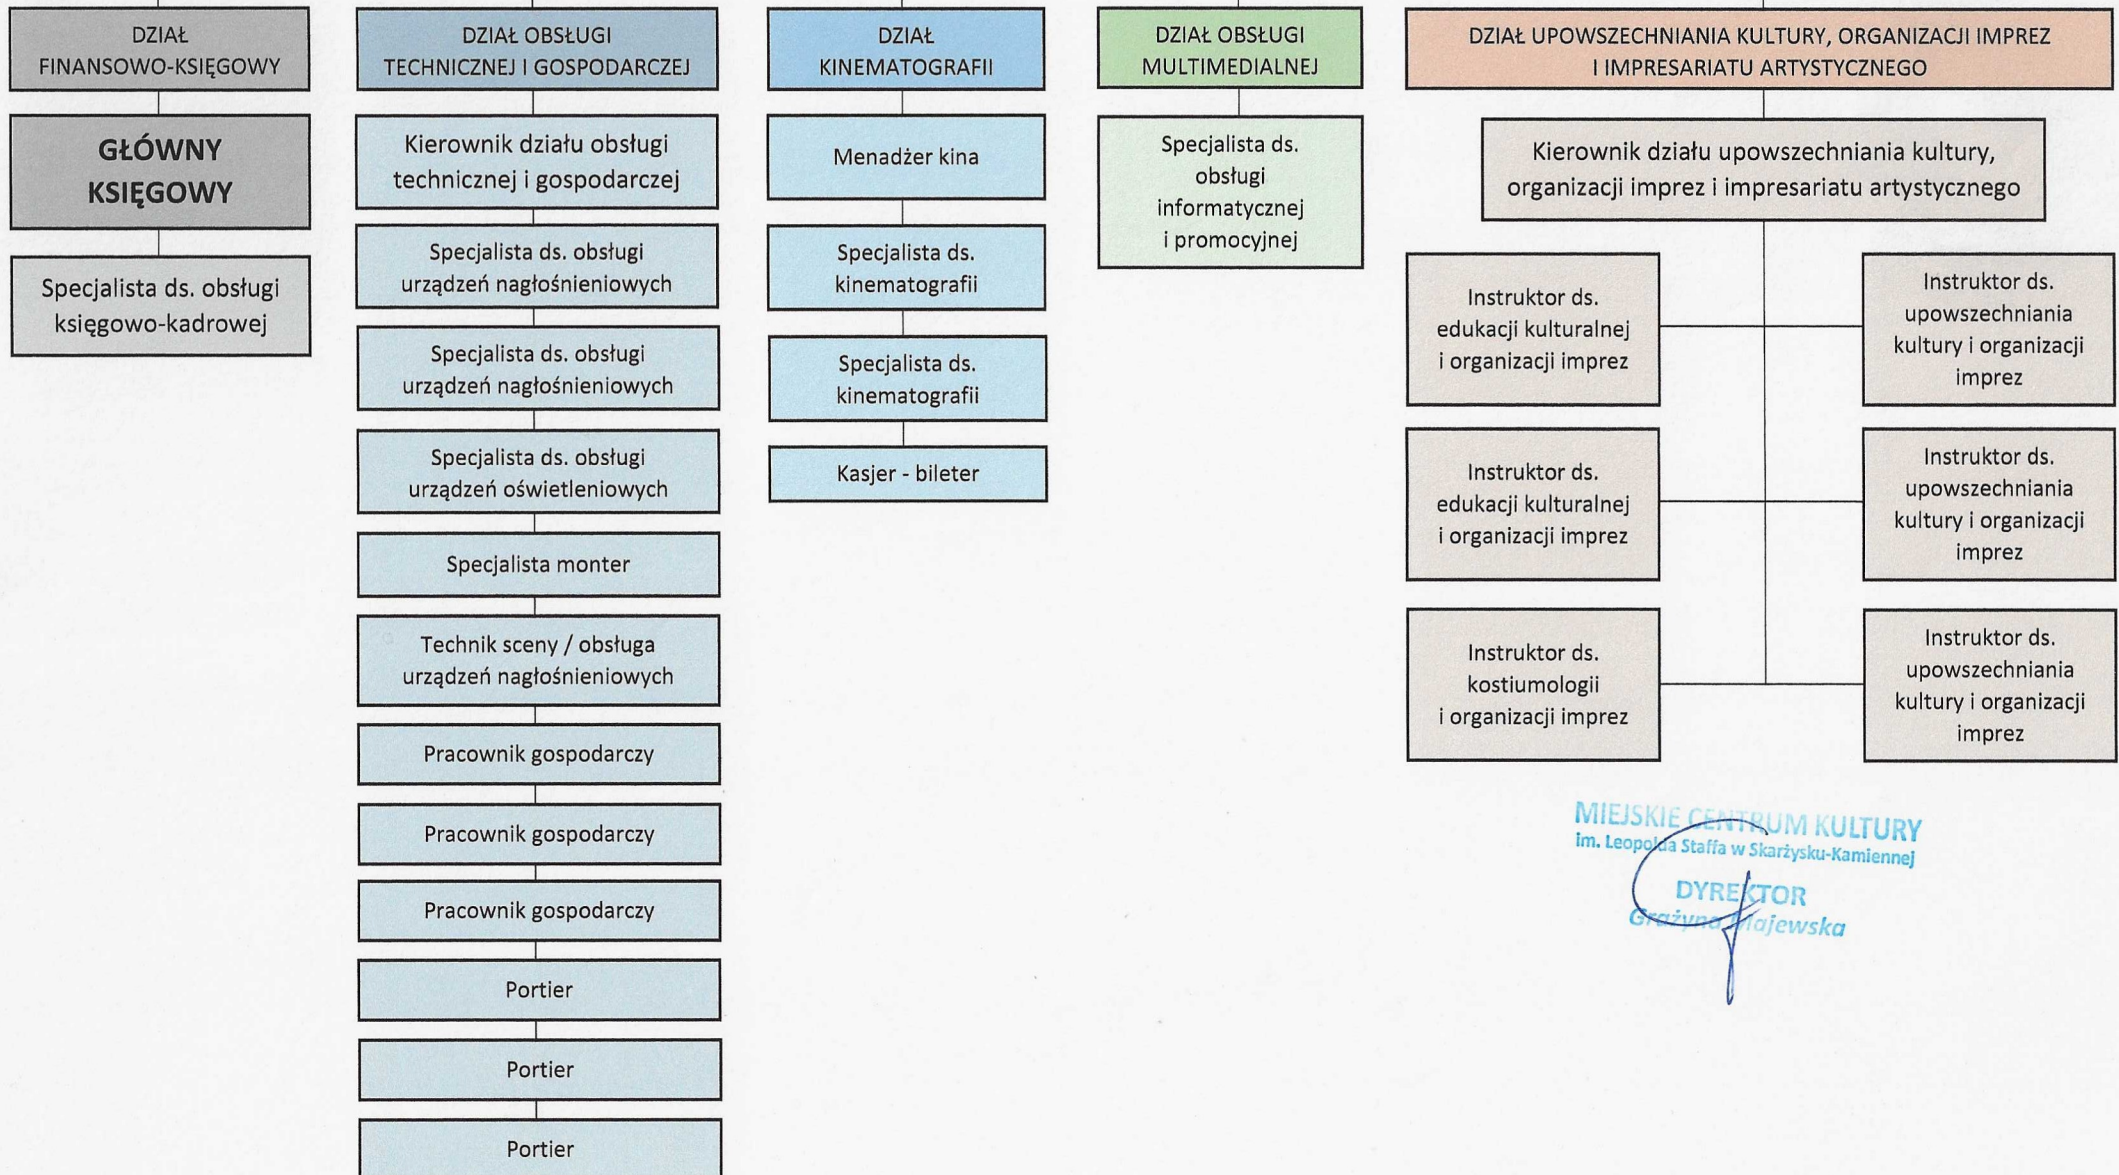 DZIAŁ
FINANSOWO-KSIĘGOWY
GŁÓWNY
KSIĘGOWY
Specjalista ds. obsługi
księgowo-kadrowej
DZIAŁ OBSŁUGI
TECHNICZNEJ I GOSPODARCZEJ
Kierownik działu obsługi
technicznej i gospodarczej
Specjalista ds. obsługi
urządzeń nagłośnieniowych
Specjalista ds. obsługi
urządzeń nagłośnieniowych
Specjalista ds. obsługi
urządzeń oświetleniowych
Specjalista monter
Technik sceny / obsługa
urządzeń nagłośnieniowych
Pracownik gospodarczy
Pracownik gospodarczy
Pracownik gospodarczy
Portier
Portier
Portier
DZIAŁ
KINEMATOGRAFII
Menadżer kina
Specjalista ds.
kinematografii
Specjalista ds.
kinematografii
Kasjer - bileter
DZIAŁ OBSŁUGI
MULTIMEDIALNEJ
Specjalista ds.
obsługi
informatycznej
i promocyjnej
DZIAŁ UPOWSZECHNIANIA KULTURY, ORGANIZACJI IMPREZ
I IMPRESARIATU ARTYSTYCZNEGO
Kierownik działu upowszechniania kultury,
organizacji imprez i impresariatu artystycznego
Instruktor ds.
edukacji kulturalnej
i organizacji imprez
Instruktor ds.
upowszechniania
kultury i organizacji
imprez
Instruktor ds.
edukacji kulturalnej
i organizacji imprez
Instruktor ds.
upowszechniania
kultury i organizacji
imprez
Instruktor ds.
kostiumologii
i organizacji imprez
Instruktor ds.
upowszechniania
kultury i organizacji
imprez
MIEJSKIE CENTRUM KULTURY
im. Leopolda Staffa w Skarżysku-Kamiennej
DYREKTOR
Grażyna Majewska